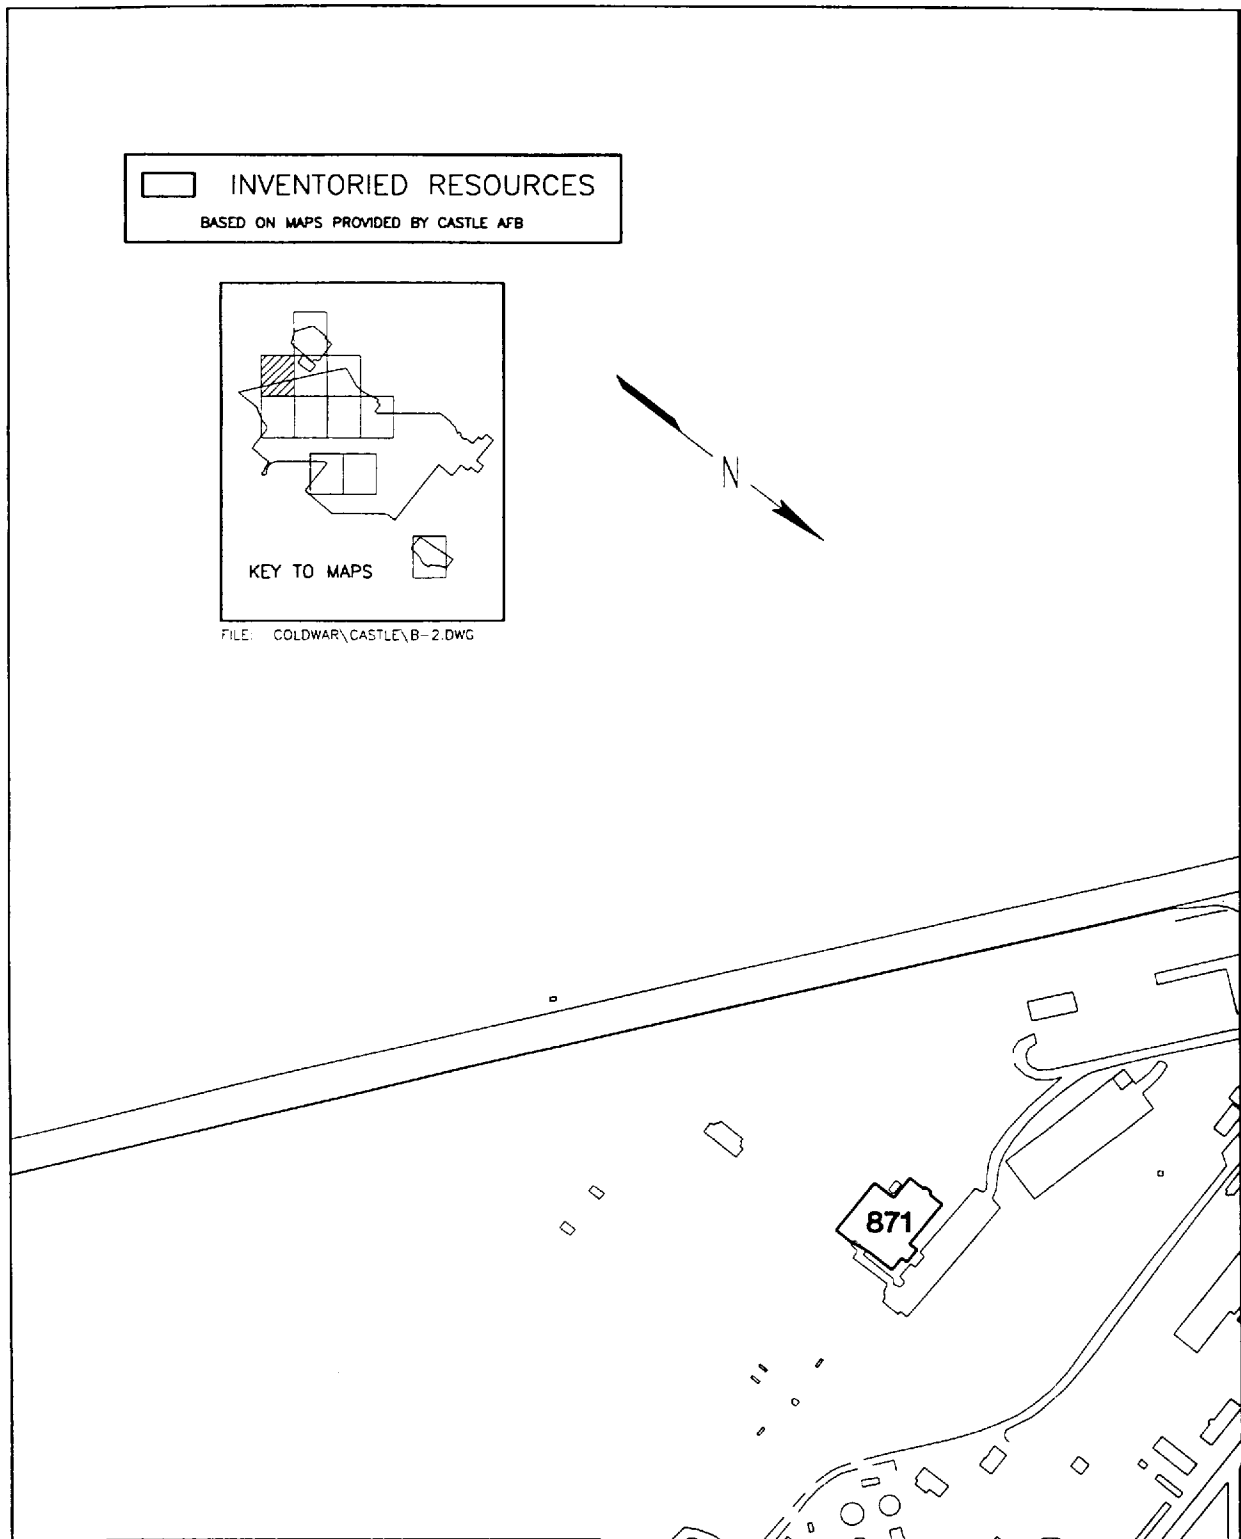 INVENTORIED RESOURCES
BASED ON MAPS PROVIDED BY CASTLE AFB
N
KEY TO MAPS
FILE: COLDWAR\CASTLE\B-2.DWG
871